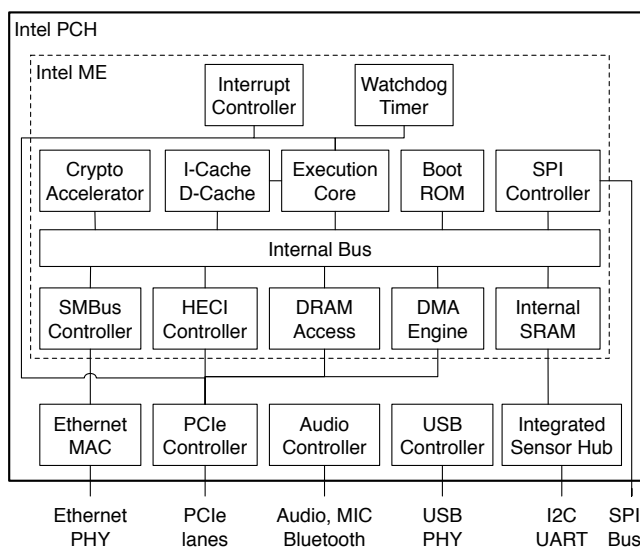 Intel PCH
Intel ME
Interrupt
Controller
Watchdog
Timer
Crypto
Accelerator
I-Cache
D-Cache
Execution
Core
Boot
ROM
SPI
Controller
Internal Bus
SMBus
Controller
HECI
Controller
DRAM
Access
DMA
Engine
Internal
SRAM
Ethernet
MAC
PCIe
Controller
Audio
Controller
USB
Controller
Integrated
Sensor Hub
Ethernet
PHY
PCIe
lanes
Audio, MIC
Bluetooth
USB
PHY
I2C
UART
SPI
Bus